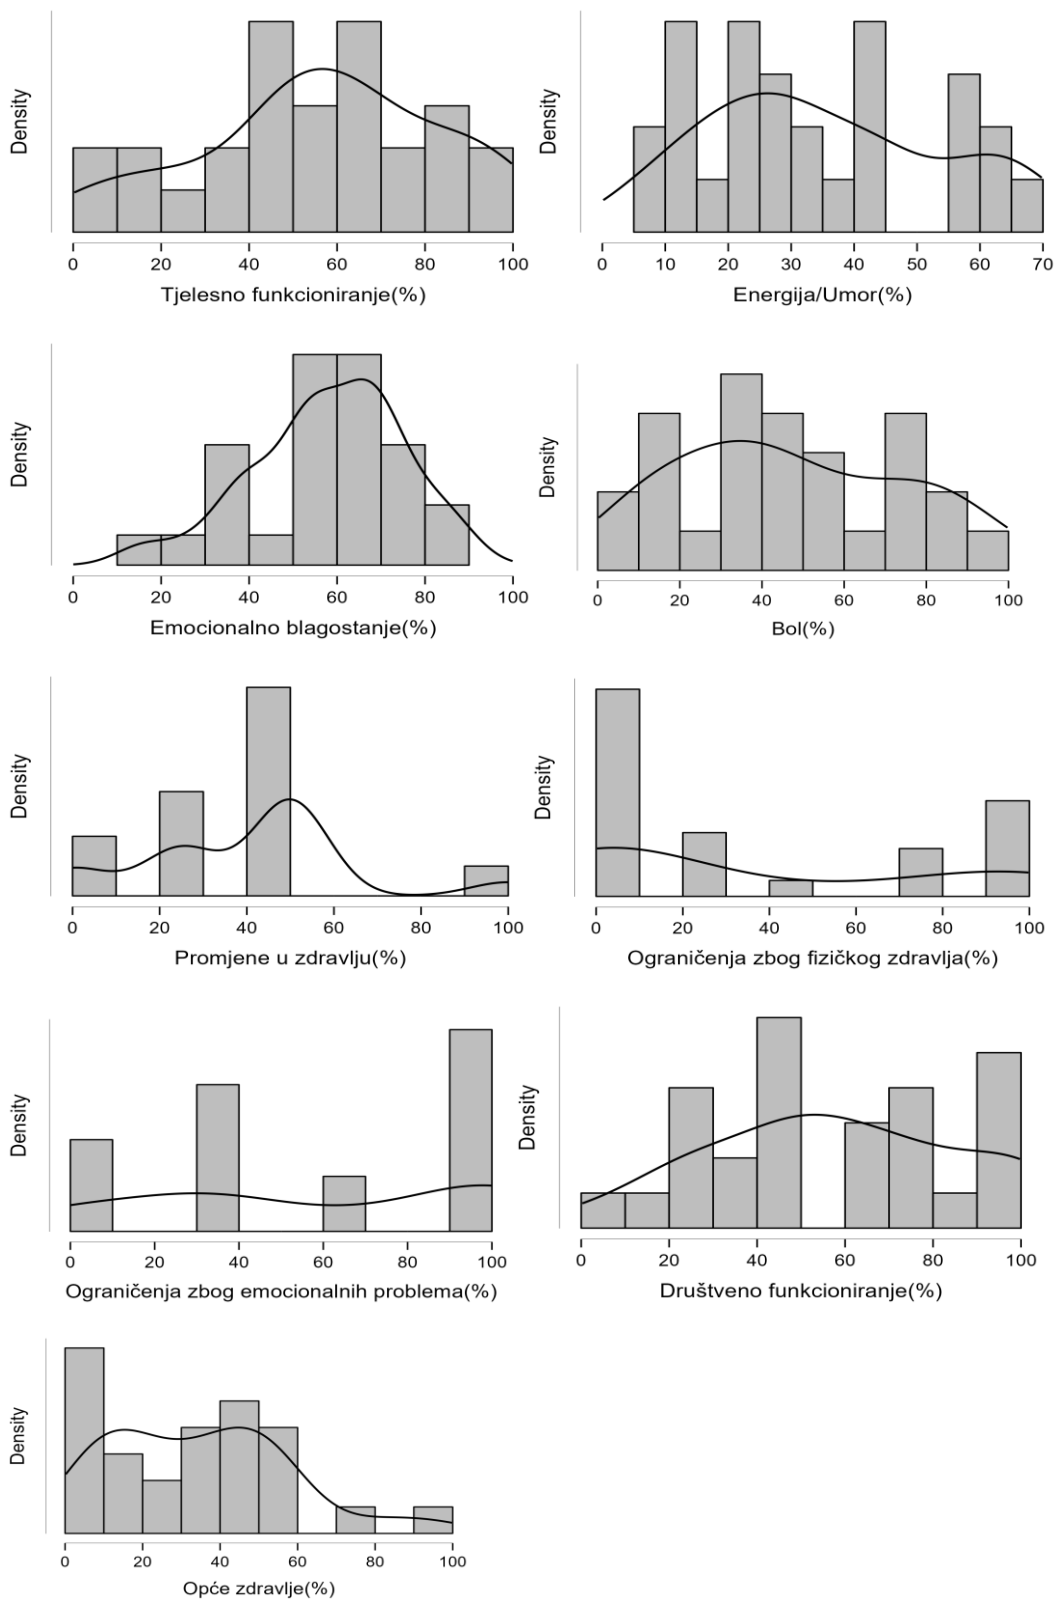 Density
0 20 40 60 80 100
Tjelesno funkcioniranje(%)
Density
0 10 20 30 40 50 60 70
Energija/Umor(%)
Density
0 20 40 60 80 100
Emocionalno blagostanje(%)
Density
0 20 40 60 80 100
Bol(%)
Density
0 20 40 60 80 100
Promjene u zdravlju(%)
Density
0 20 40 60 80 100
Ograničenja zbog fizičkog zdravlja(%)
Density
0 20 40 60 80 100
Ograničenja zbog emocionalnih problema(%)
Density
0 20 40 60 80 100
Društveno funkcioniranje(%)
Density
0 20 40 60 80 100
Opće zdravlje(%)